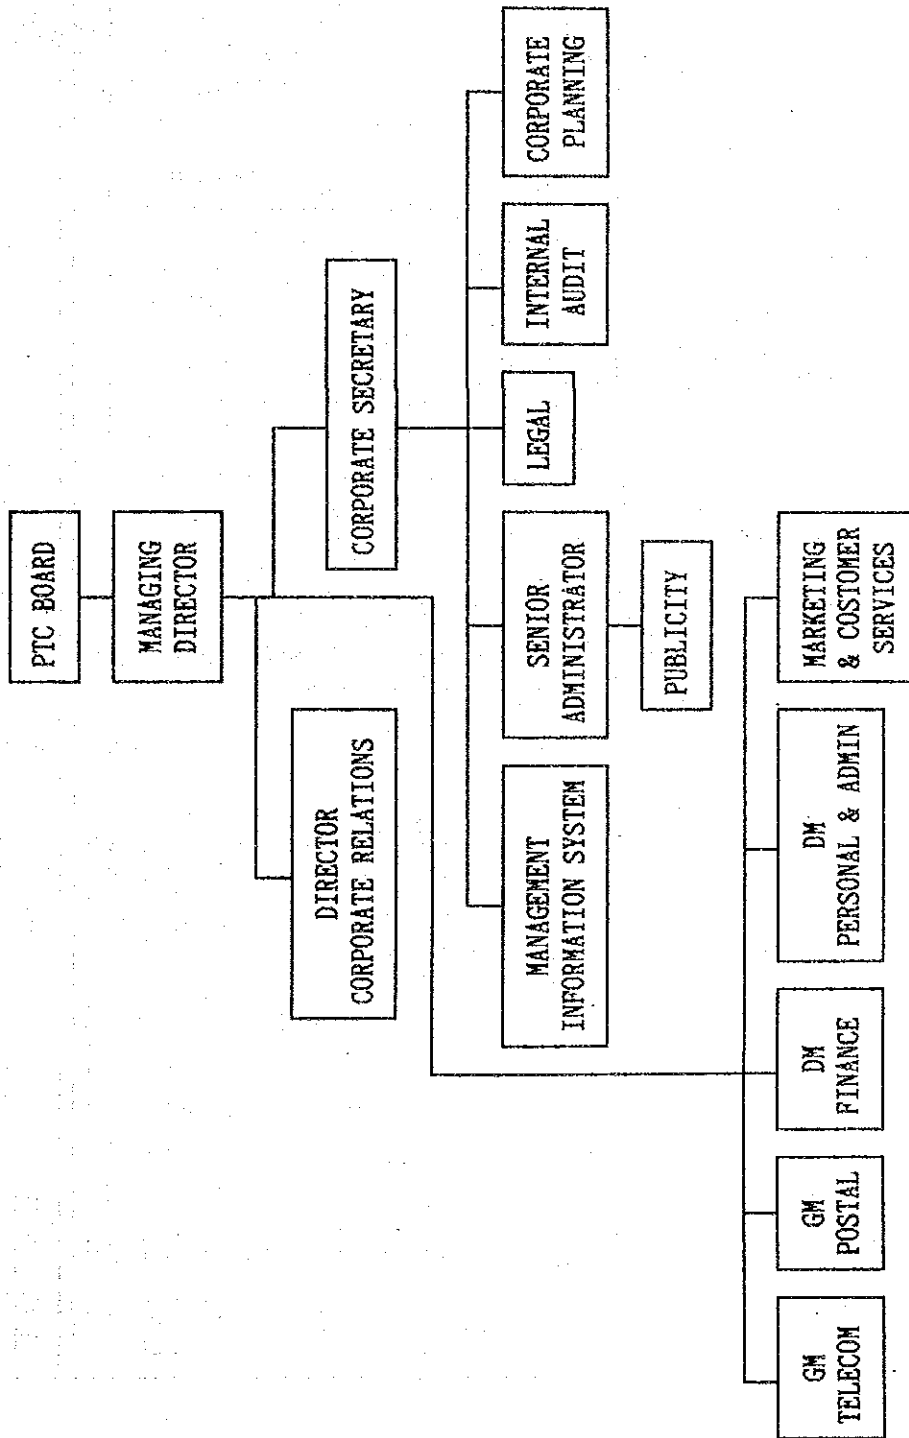 PTC BOARD
MANAGING
DIRECTOR
DIRECTOR
CORPORATE RELATIONS
CORPORATE SECRETARY
MANAGEMENT
INFORMATION SYSTEM
SENIOR
ADMINISTRATOR
LEGAL
INTERNAL
AUDIT
CORPORATE
PLANNING
PUBLICITY
GM
TELECOM
GM
POSTAL
DM
FINANCE
DM
PERSONAL & ADMIN
MARKETING
& COSTOMER
SERVICES